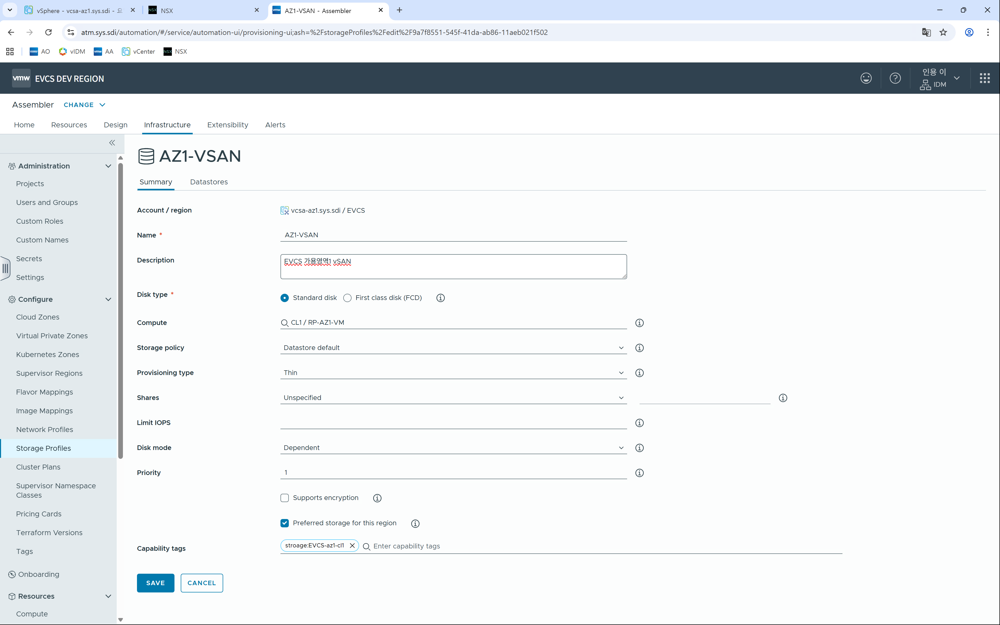 vSphere - vcsa-az1.sys.sdi - 요
NSX
AZ1-VSAN - Assembler
atm.sys.sdi/automation/#/service/automation-ui/provisioning-ui;ash=%2FstorageProfiles%2Fedit%2F9a7f8551-545f-41da-ab86-11aeb021f502
vmw AO
vIDM
vmw AA
vCenter
NSX NSX
vmw EVCS DEV REGION
인용 이
IDM
Assembler CHANGE
Home Resources Design Infrastructure Extensibility Alerts
Administration
Projects
Users and Groups
Custom Roles
Custom Names
Secrets
Settings
Configure
Cloud Zones
Virtual Private Zones
Kubernetes Zones
Supervisor Regions
Flavor Mappings
Image Mappings
Network Profiles
Storage Profiles
Cluster Plans
Supervisor Namespace
Classes
Pricing Cards
Terraform Versions
Tags
Onboarding
Resources
Compute
AZ1-VSAN
Summary Datastores
Account / region vcsa-az1.sys.sdi / EVCS
Name * AZ1-VSAN
Description EVCS 가용영역1 vSAN
Disk type * Standard disk First class disk (FCD)
Compute CL1 / RP-AZ1-VM
Storage policy Datastore default
Provisioning type Thin
Shares Unspecified
Limit IOPS
Disk mode Dependent
Priority 1
Supports encryption
Preferred storage for this region
Capability tags stroage:EVCS-az1-cl1 Enter capability tags
SAVE CANCEL